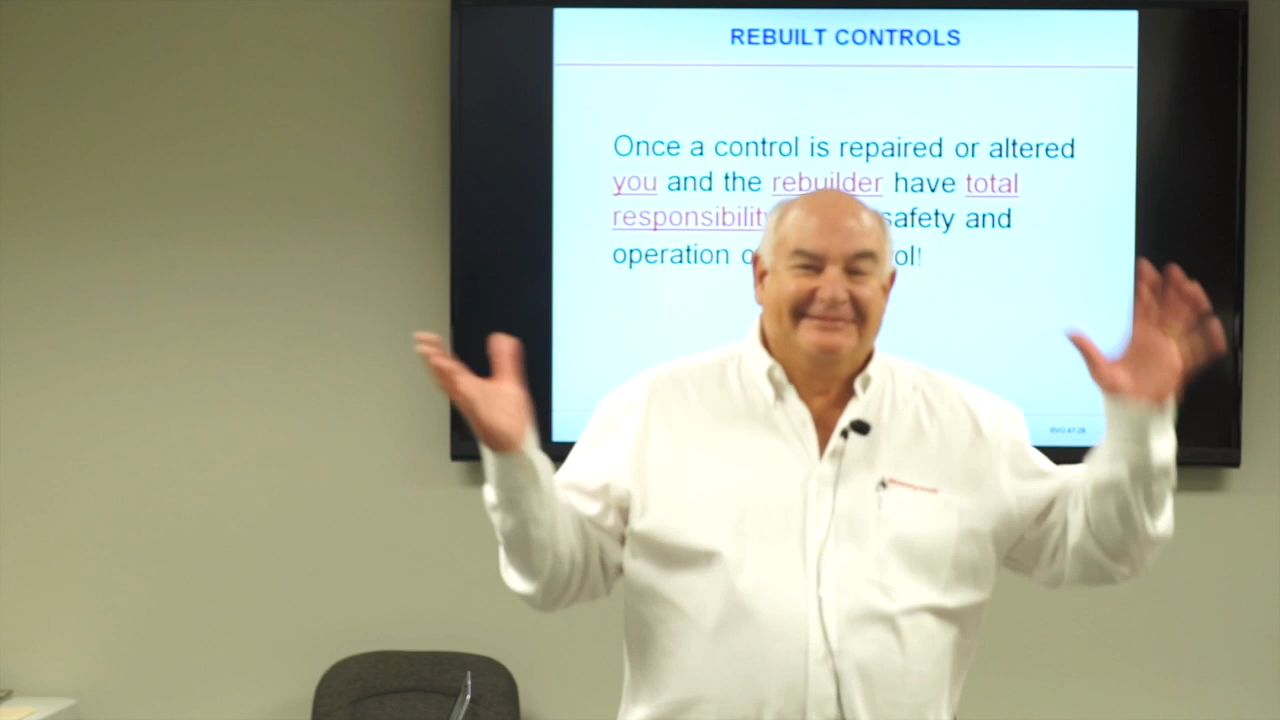 REBUILT CONTROLS
Once a control is repaired or altered
you and the rebuilder have total
responsibility safety and
operation ol!